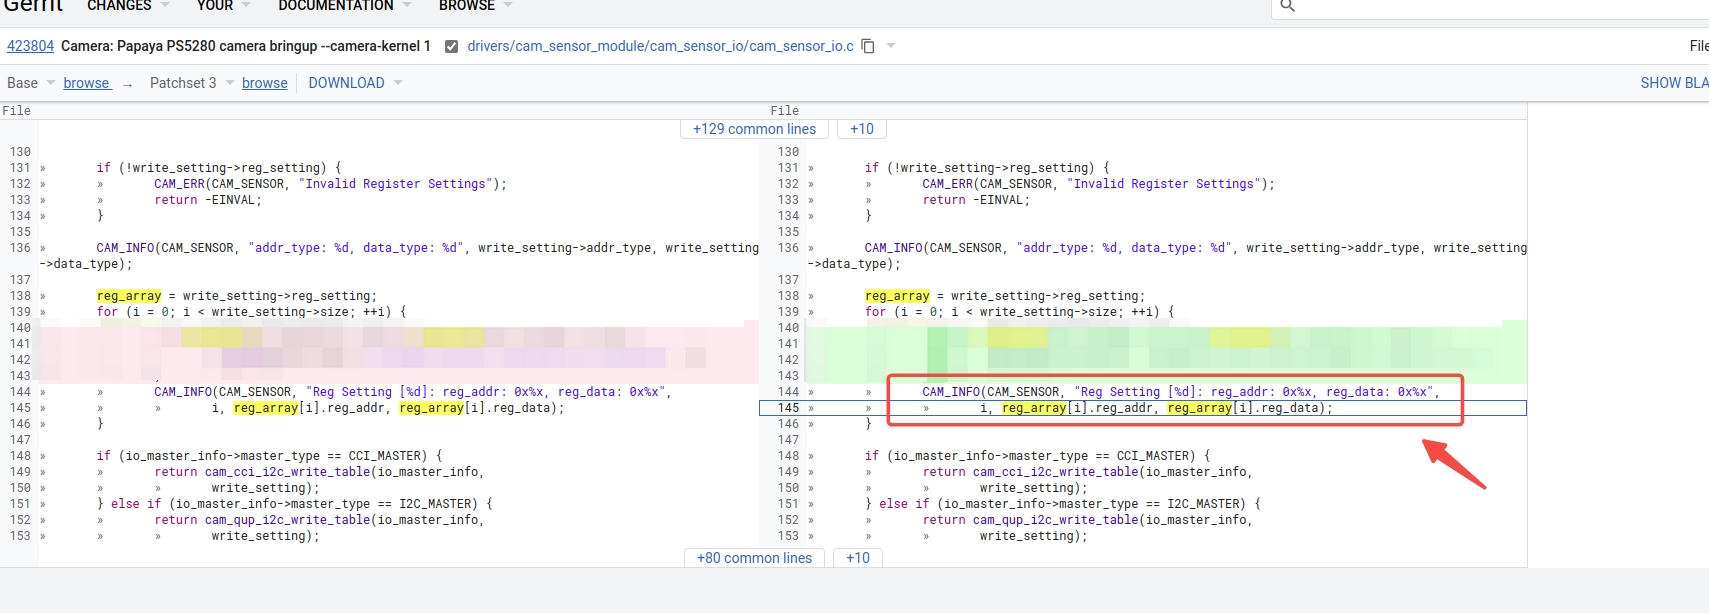 Gerrit CHANGES YOUR DOCUMENTATION BROWSE
423804 Camera: Papaya PS5280 camera bringup --camera-kernel 1 drivers/cam_sensor_module/cam_sensor_io/cam_sensor_io.c File
Base browse → Patchset 3 browse DOWNLOAD SHOW BLA
File
+129 common lines +10
130
131 » if (!write_setting->reg_setting) {
132 » » CAM_ERR(CAM_SENSOR, "Invalid Register Settings");
133 » » return -EINVAL;
134 » }
135
136 » CAM_INFO(CAM_SENSOR, "addr_type: %d, data_type: %d", write_setting->addr_type, write_setting
->data_type);
137
138 » reg_array = write_setting->reg_setting;
139 » for (i = 0; i < write_setting->size; ++i) {
140
141
142
143
144 » » CAM_INFO(CAM_SENSOR, "Reg Setting [%d]: reg_addr: 0x%x, reg_data: 0x%x",
145 » » » i, reg_array[i].reg_addr, reg_array[i].reg_data);
146 » }
147
148 » if (io_master_info->master_type == CCI_MASTER) {
149 » » return cam_cci_i2c_write_table(io_master_info,
150 » » » write_setting);
151 » } else if (io_master_info->master_type == I2C_MASTER) {
152 » » return cam_qup_i2c_write_table(io_master_info,
153 » » » write_setting);
File
130
131 » if (!write_setting->reg_setting) {
132 » » CAM_ERR(CAM_SENSOR, "Invalid Register Settings");
133 » » return -EINVAL;
134 » }
135
136 » CAM_INFO(CAM_SENSOR, "addr_type: %d, data_type: %d", write_setting->addr_type, write_setting
->data_type);
137
138 » reg_array = write_setting->reg_setting;
139 » for (i = 0; i < write_setting->size; ++i) {
140
141
142
143
144 » » CAM_INFO(CAM_SENSOR, "Reg Setting [%d]: reg_addr: 0x%x, reg_data: 0x%x",
145 » » » i, reg_array[i].reg_addr, reg_array[i].reg_data);
146 » }
147
148 » if (io_master_info->master_type == CCI_MASTER) {
149 » » return cam_cci_i2c_write_table(io_master_info,
150 » » » write_setting);
151 » } else if (io_master_info->master_type == I2C_MASTER) {
152 » » return cam_qup_i2c_write_table(io_master_info,
153 » » » write_setting);
+80 common lines +10